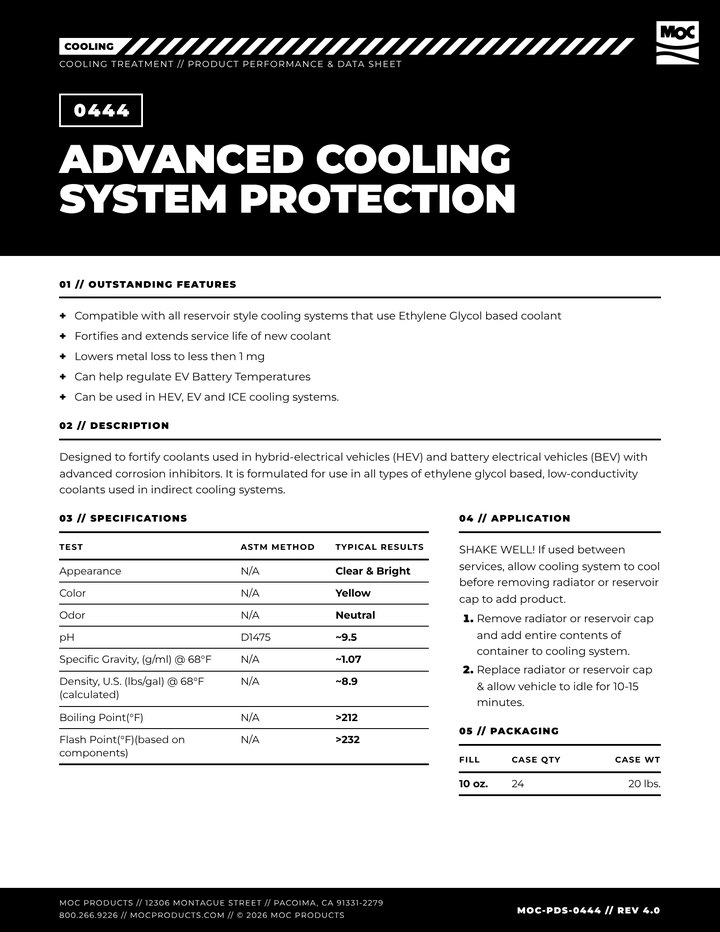 COOLING
MOC
COOLING TREATMENT // PRODUCT PERFORMANCE & DATA SHEET
0444
ADVANCED COOLING
SYSTEM PROTECTION
01 // OUTSTANDING FEATURES
+ Compatible with all reservoir style cooling systems that use Ethylene Glycol based coolant
+ Fortifies and extends service life of new coolant
+ Lowers metal loss to less then 1 mg
+ Can help regulate EV Battery Temperatures
+ Can be used in HEV, EV and ICE cooling systems.
02 // DESCRIPTION
Designed to fortify coolants used in hybrid-electrical vehicles (HEV) and battery electrical vehicles (BEV) with
advanced corrosion inhibitors. It is formulated for use in all types of ethylene glycol based, low-conductivity
coolants used in indirect cooling systems.
03 // SPECIFICATIONS
TEST ASTM METHOD TYPICAL RESULTS
Appearance N/A Clear & Bright
Color N/A Yellow
Odor N/A Neutral
pH D1475 ~9.5
Specific Gravity, (g/ml) @ 68°F N/A ~1.07
Density, U.S. (lbs/gal) @ 68°F N/A ~8.9
(calculated)
Boiling Point(°F) N/A >212
Flash Point(°F)(based on N/A >232
components)
04 // APPLICATION
SHAKE WELL! If used between
services, allow cooling system to cool
before removing radiator or reservoir
cap to add product.
1. Remove radiator or reservoir cap
and add entire contents of
container to cooling system.
2. Replace radiator or reservoir cap
& allow vehicle to idle for 10-15
minutes.
05 // PACKAGING
FILL CASE QTY CASE WT
10 oz. 24 20 lbs.
MOC PRODUCTS // 12306 MONTAGUE STREET // PACOIMA, CA 91331-2279
800.266.9226 // MOCPRODUCTS.COM // © 2026 MOC PRODUCTS
MOC-PDS-0444 // REV 4.0